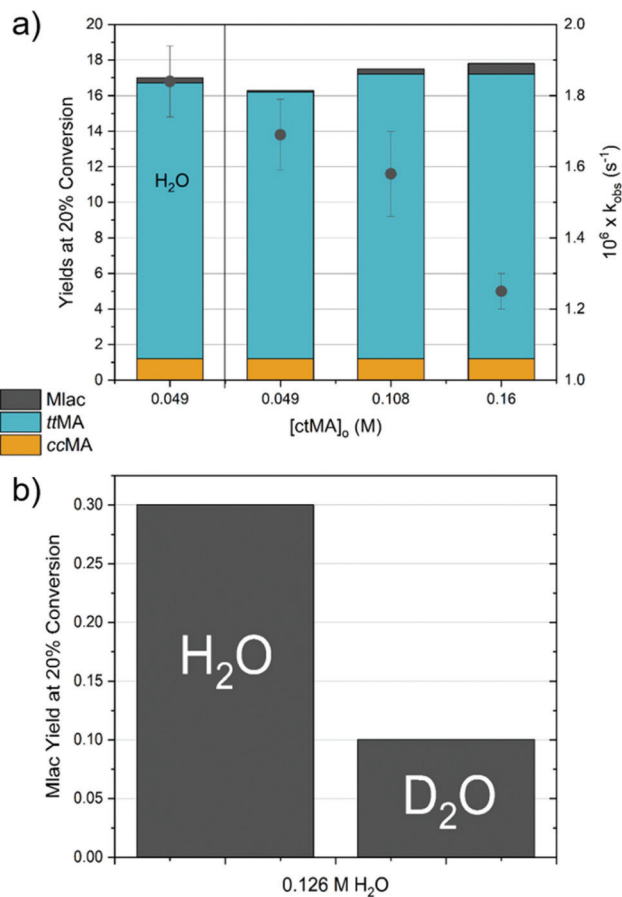 a)
20
18
16
14
12
10
8
6
4
2
0
Yields at 20% Conversion
H₂O
2.0
1.8
1.6
1.4
1.2
1.0
10⁶ x k_obs (s⁻¹)
0.049
0.049
0.108
0.16
[ctMA]ₒ (M)
Mlac
ttMA
ccMA
b)
0.30
0.25
0.20
0.15
0.10
0.05
0.00
Mlac Yield at 20% Conversion
H₂O
D₂O
0.126 M H₂O